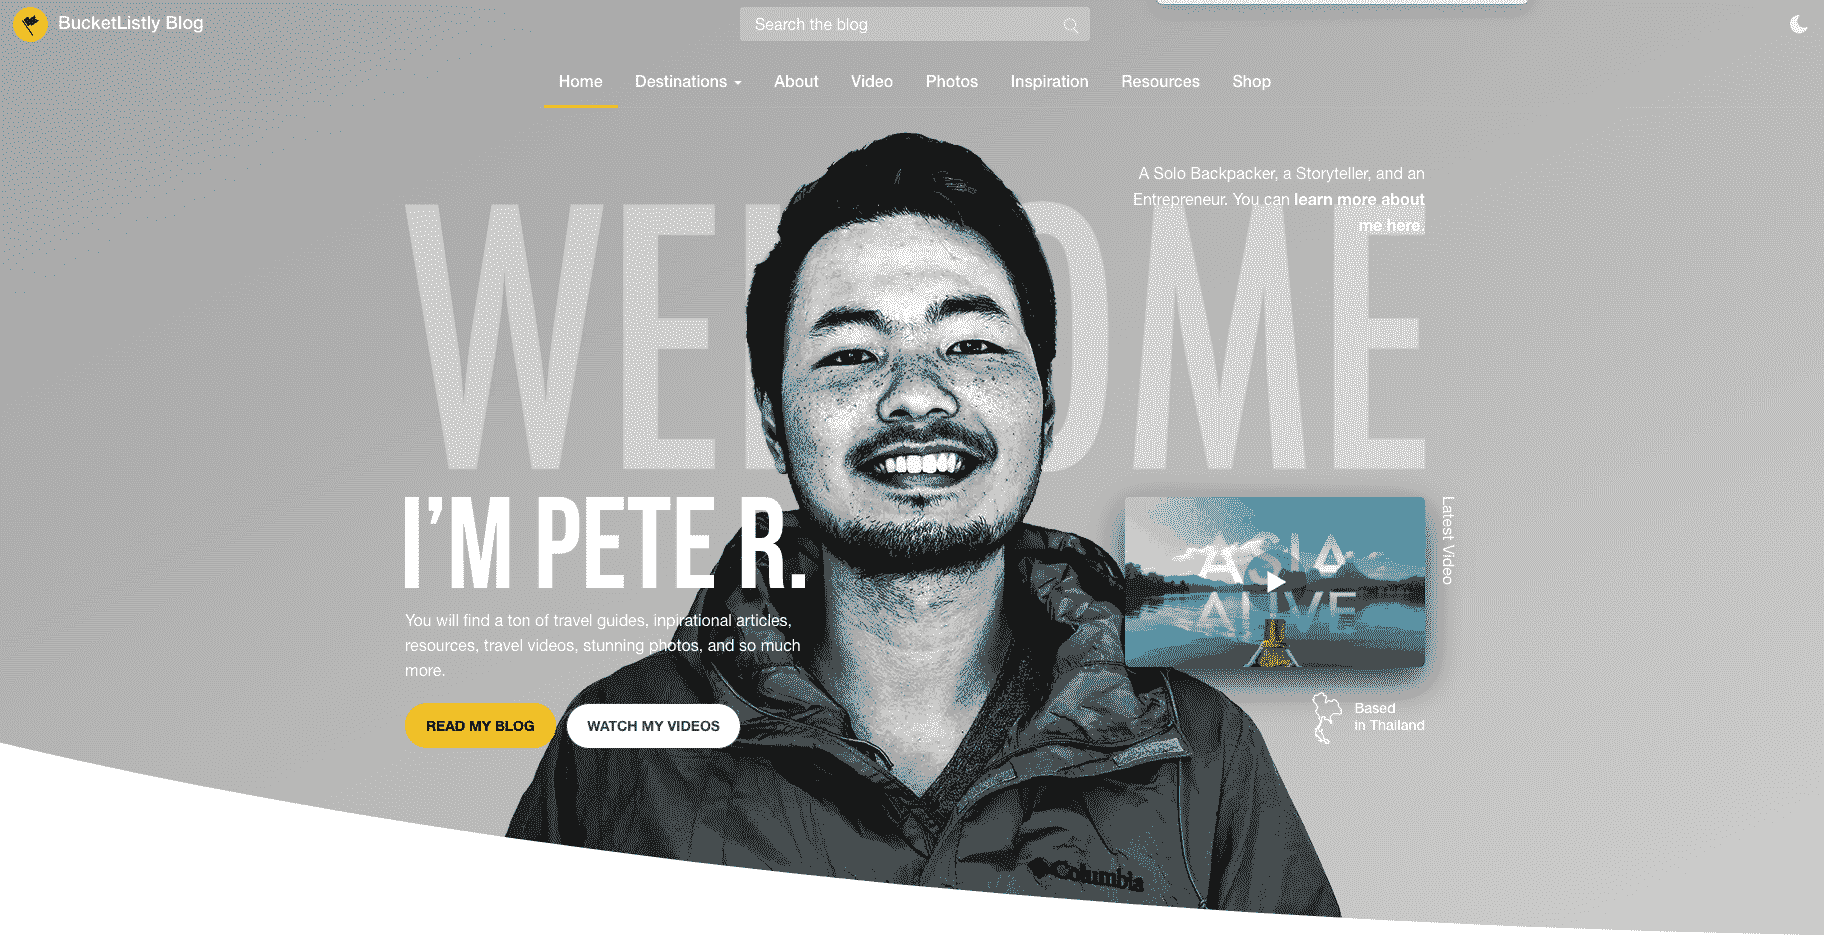 BucketListly Blog
Search the blog
Home
Destinations
About
Video
Photos
Inspiration
Resources
Shop
A Solo Backpacker, a Storyteller, and an
Entrepreneur. You can learn more about
me here.
WELCOME
I'M PETE R.
You will find a ton of travel guides, inpirational articles,
resources, travel videos, stunning photos, and so much
more.
READ MY BLOG
WATCH MY VIDEOS
ASIA
ALIVE
Latest Video
Based
in Thailand
Columbia